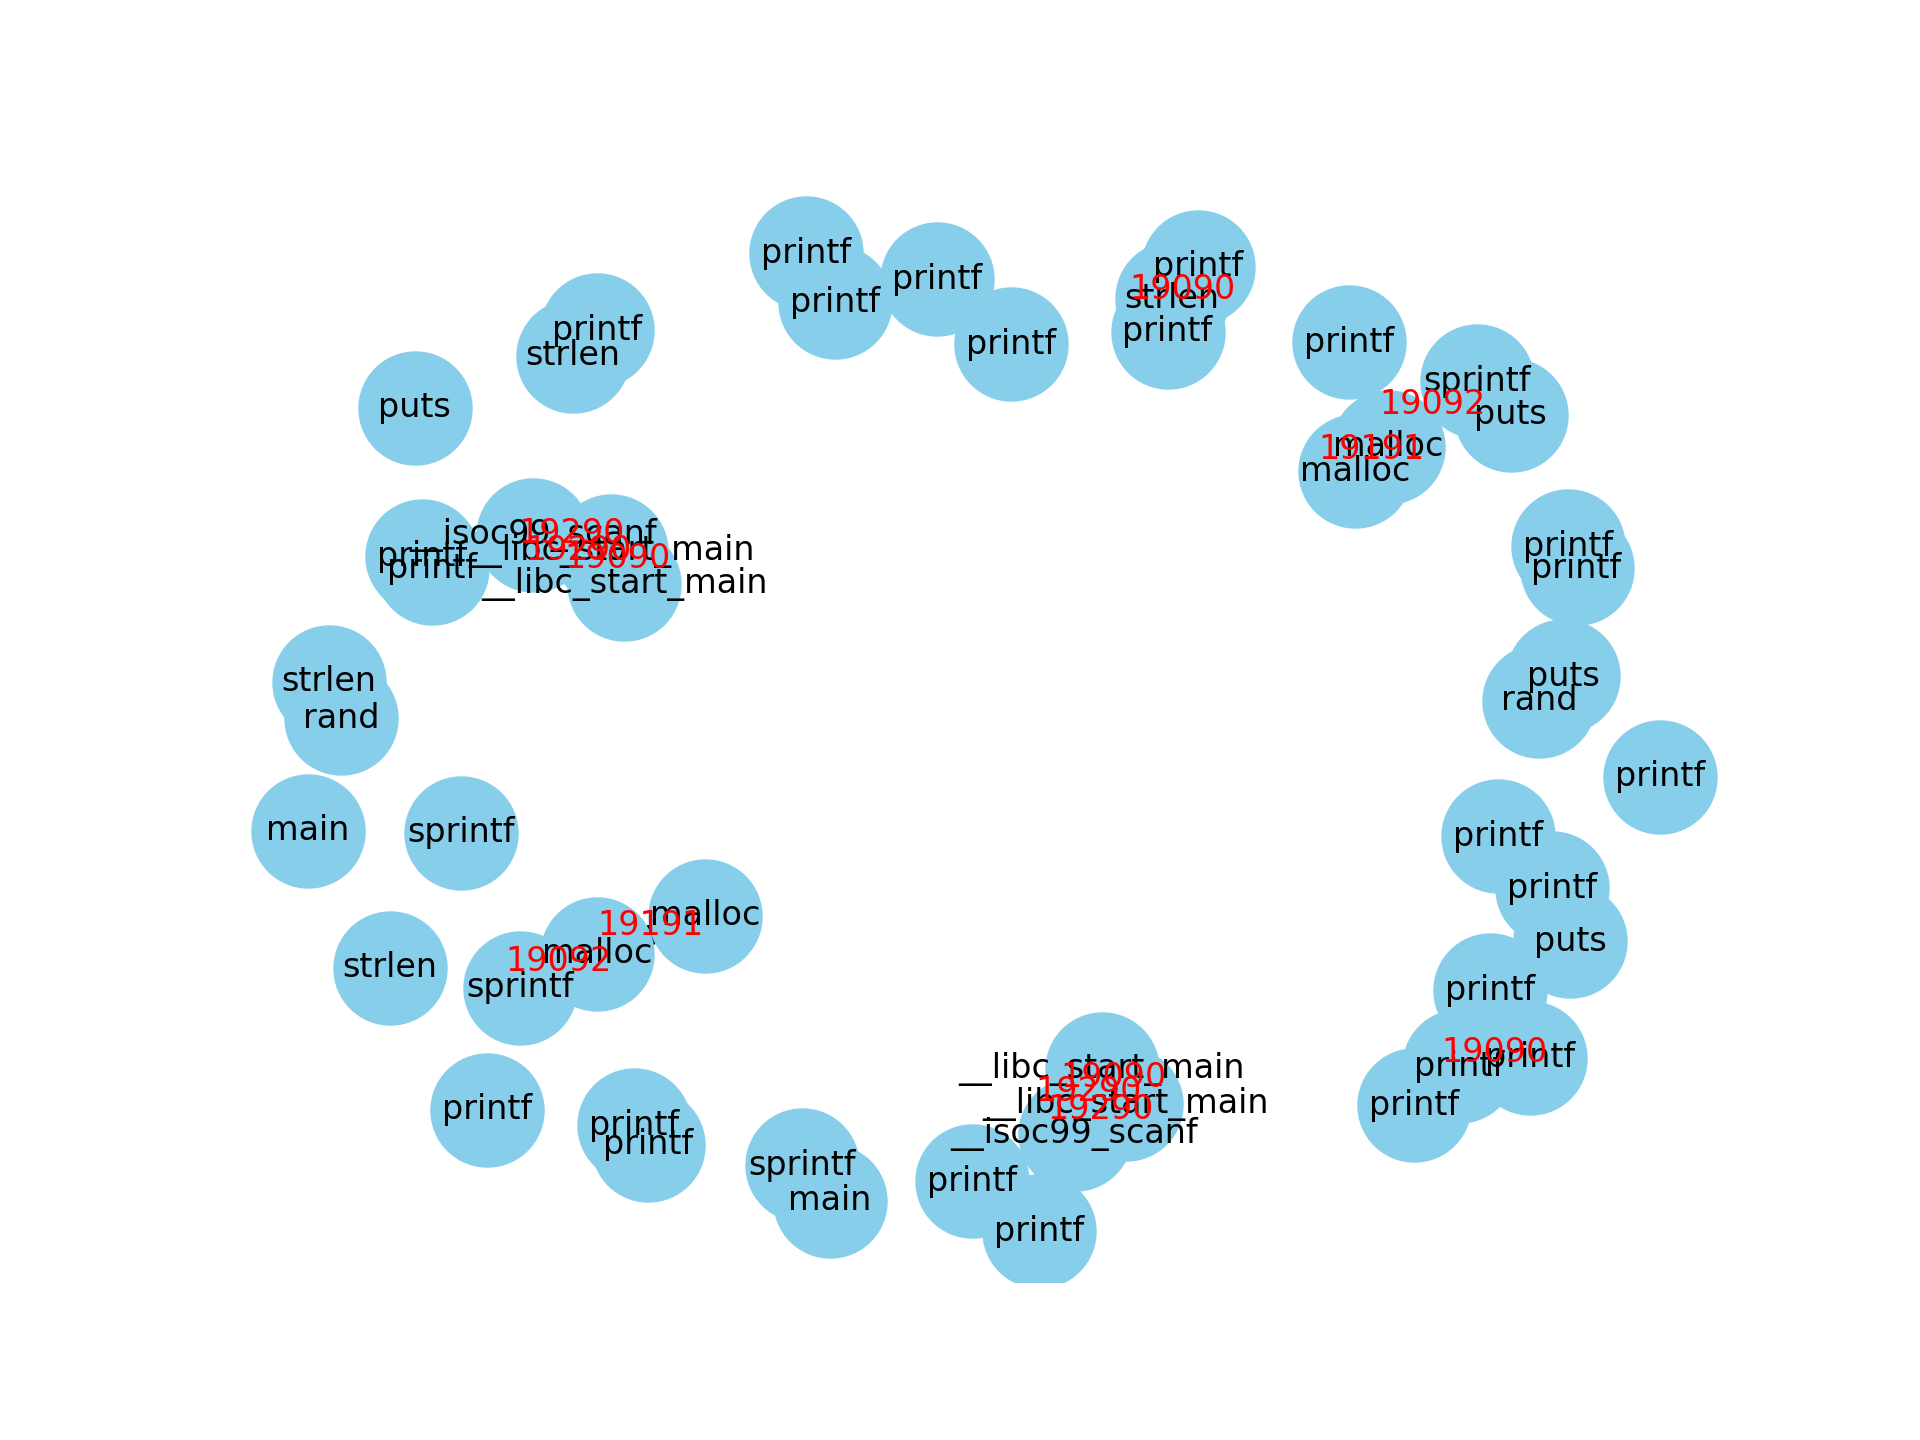 printf
printf
printf
printf
19090
strlen
printf
printf
printf
strlen
printf
printf
sprintf
19092
puts
puts
malloc
19191
malloc
__isoc99_scanf
19290
__libc_start_main
19290
19090
__libc_start_main
printf
printf
printf
printf
strlen
rand
puts
rand
printf
main
sprintf
printf
printf
malloc
19191
malloc
19092
sprintf
strlen
puts
printf
printf
19090
printf
printf
__libc_start_main
19090
19290
__libc_start_main
19290
__isoc99_scanf
printf
printf
printf
sprintf
main
printf
printf